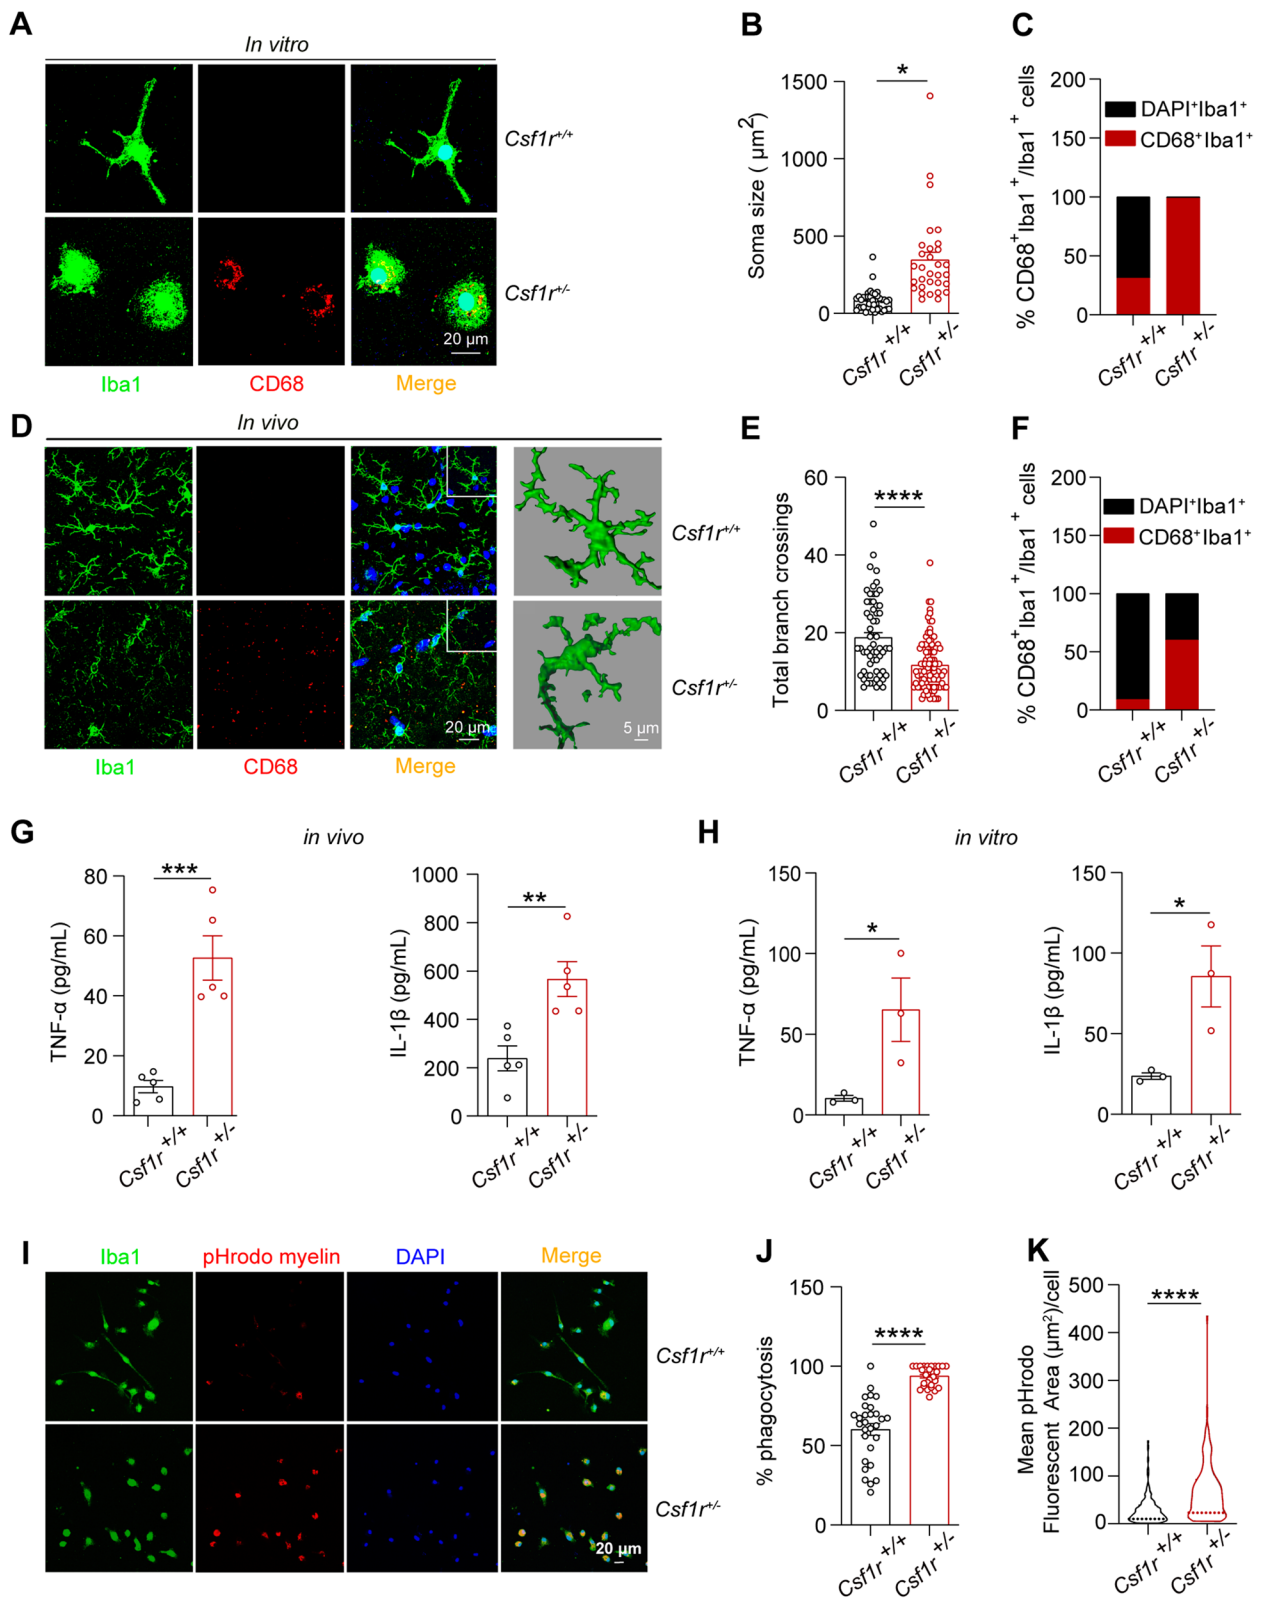 A
In vitro
Csf1r+/+
Csf1r+/-
20 µm
Iba1
CD68
Merge
B
Soma size ( µm2)
1500
1000
500
0
*
Csf1r+/+
Csf1r+/-
C
% CD68+Iba1+/Iba1+ cells
200
150
100
50
0
DAPI+Iba1+
CD68+Iba1+
Csf1r+/+
Csf1r+/-
D
In vivo
Csf1r+/+
Csf1r+/-
20 µm
5 µm
Iba1
CD68
Merge
E
Total branch crossings
60
40
20
0
****
Csf1r+/+
Csf1r+/-
F
% CD68+Iba1+/Iba1+ cells
200
150
100
50
0
DAPI+Iba1+
CD68+Iba1+
Csf1r+/+
Csf1r+/-
G
in vivo
TNF-α (pg/mL)
80
60
40
20
0
***
Csf1r+/+
Csf1r+/-
IL-1β (pg/mL)
1000
800
600
400
200
0
**
Csf1r+/+
Csf1r+/-
H
in vitro
TNF-α (pg/mL)
150
100
50
0
*
Csf1r+/+
Csf1r+/-
IL-1β (pg/mL)
150
100
50
0
*
Csf1r+/+
Csf1r+/-
I
Iba1
pHrodo myelin
DAPI
Merge
Csf1r+/+
Csf1r+/-
20 µm
J
% phagocytosis
150
100
50
0
****
Csf1r+/+
Csf1r+/-
K
Mean pHrodo
Fluorescent Area (µm2)/cell
500
400
300
200
100
0
****
Csf1r+/+
Csf1r+/-